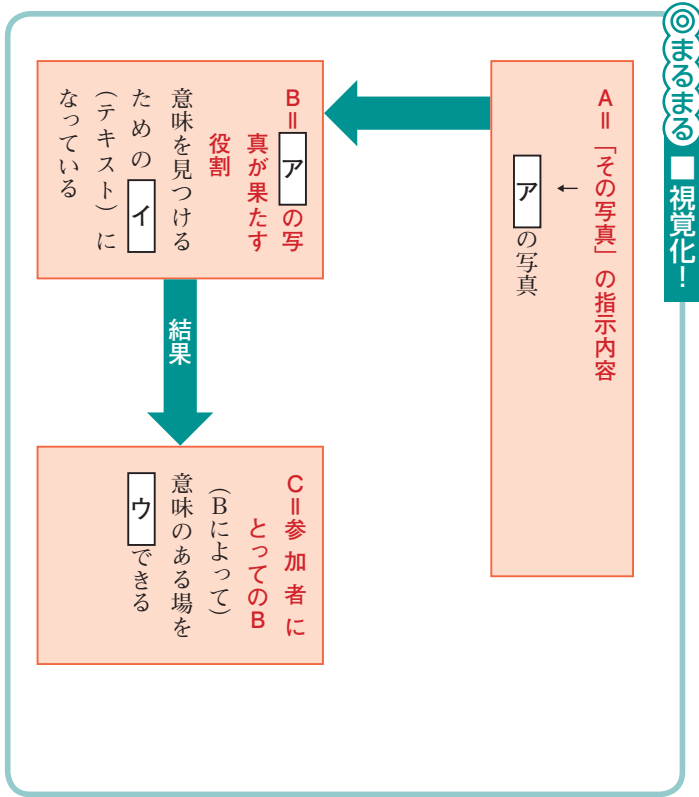 ◎まるまる■視覚化！
A＝「その写真」の指示内容
←
アの写真
B＝アの写
真が果たす
役割
意味を見つける
ためのイ
（テキスト）に
なっている
結果
C＝参加者に
とってのB
（Bによって）
意味のある場を
ウできる